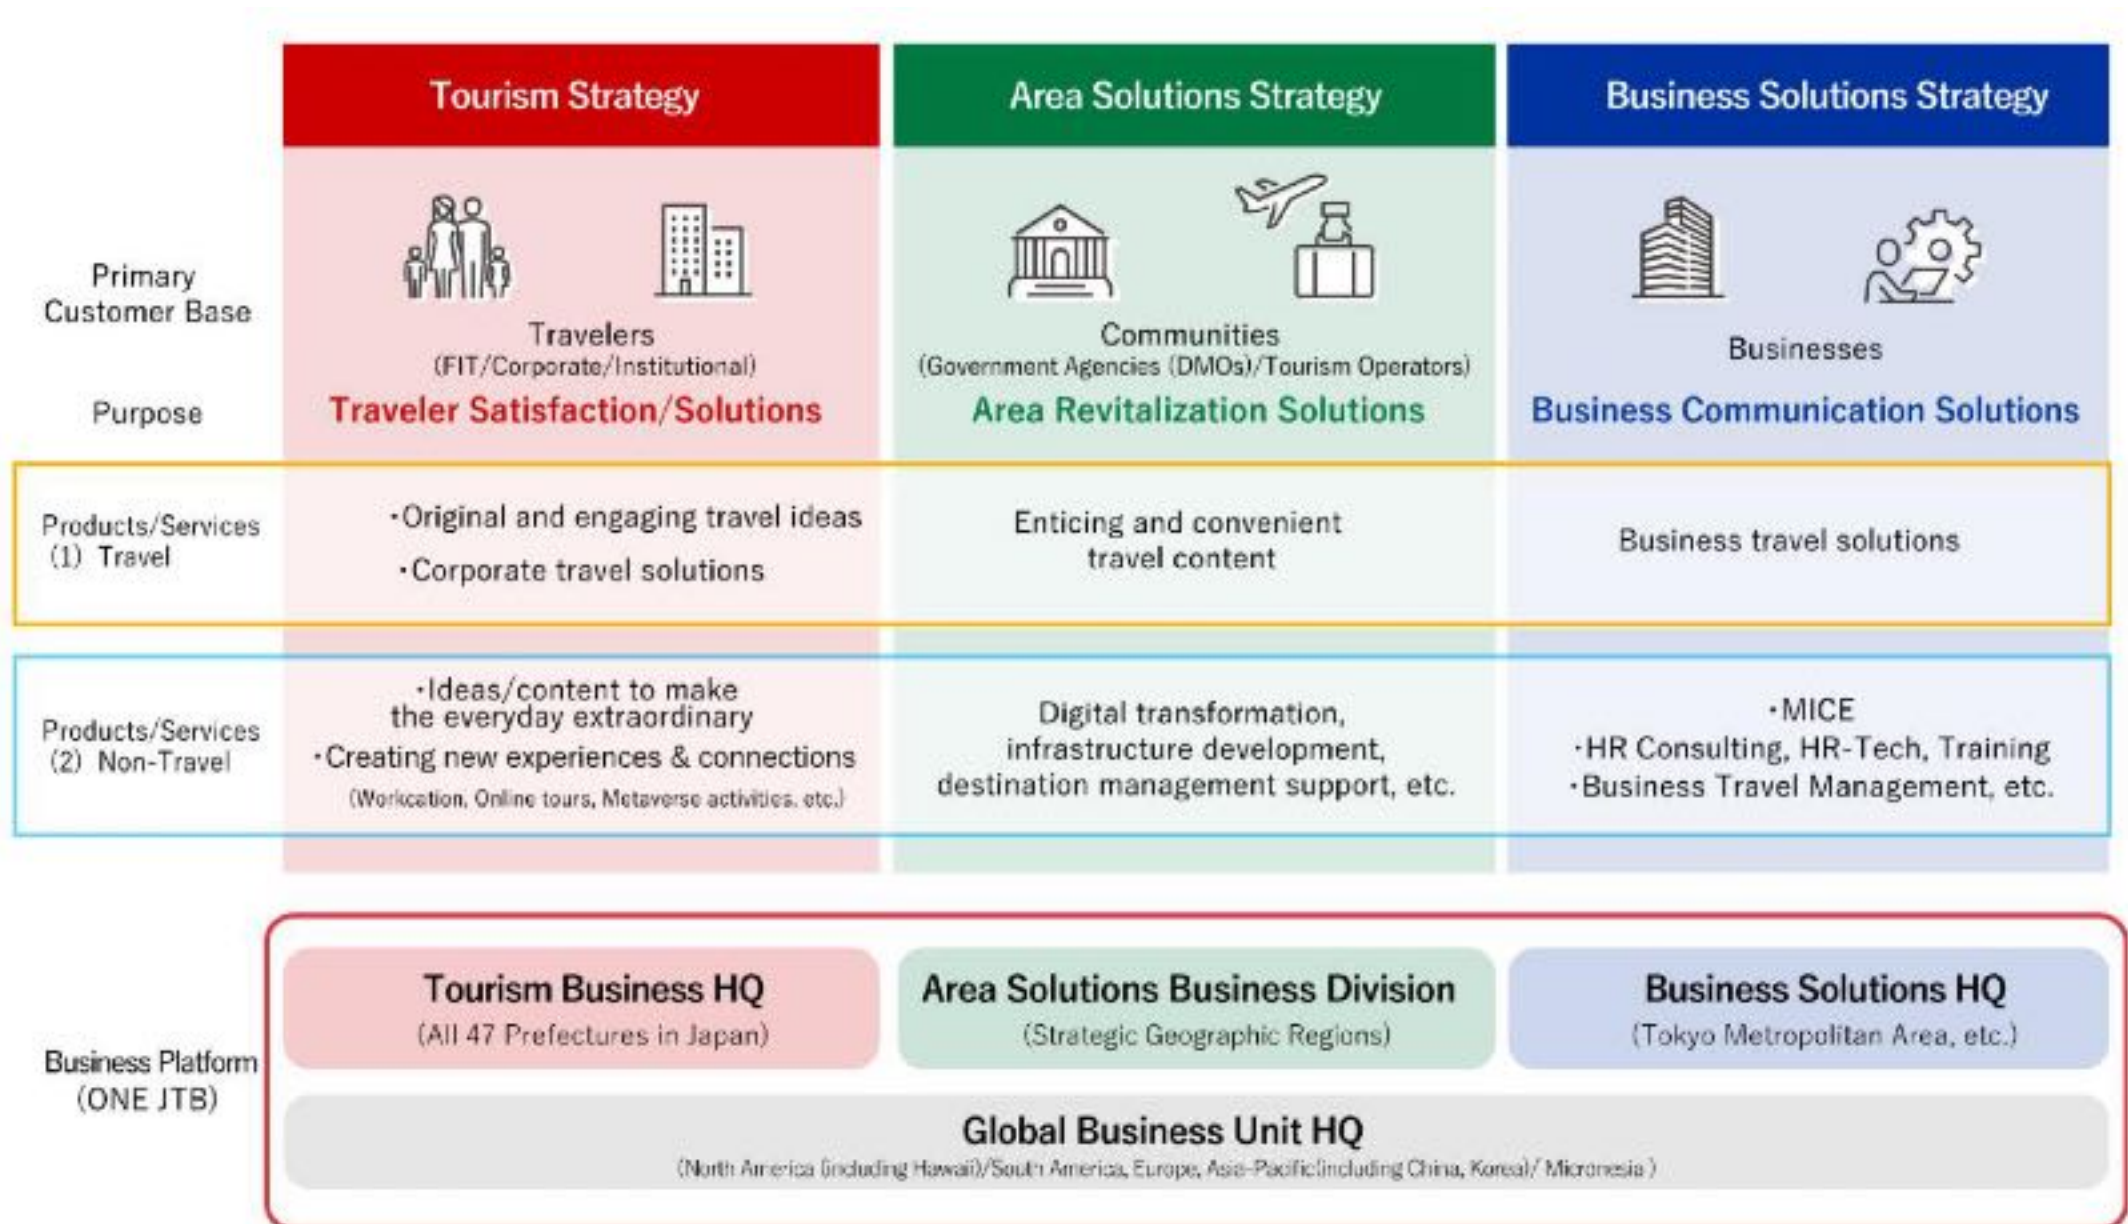 Tourism Strategy
Area Solutions Strategy
Business Solutions Strategy
Primary
Customer Base
Travelers
(FIT/Corporate/Institutional)
Communities
(Government Agencies (DMOs)/Tourism Operators)
Businesses
Purpose
Traveler Satisfaction/Solutions
Area Revitalization Solutions
Business Communication Solutions
Products/Services
(1) Travel
・Original and engaging travel ideas
・Corporate travel solutions
Enticing and convenient
travel content
Business travel solutions
Products/Services
(2) Non-Travel
・Ideas/content to make
the everyday extraordinary
・Creating new experiences & connections
(Workcation, Online tours, Metaverse activities, etc.)
Digital transformation,
infrastructure development,
destination management support, etc.
・MICE
・HR Consulting, HR-Tech, Training
・Business Travel Management, etc.
Business Platform
(ONE JTB)
Tourism Business HQ
(All 47 Prefectures in Japan)
Area Solutions Business Division
(Strategic Geographic Regions)
Business Solutions HQ
(Tokyo Metropolitan Area, etc.)
Global Business Unit HQ
(North America (including Hawaii)/South America, Europe, Asia-Pacific(including China, Korea)/ Micronesia )